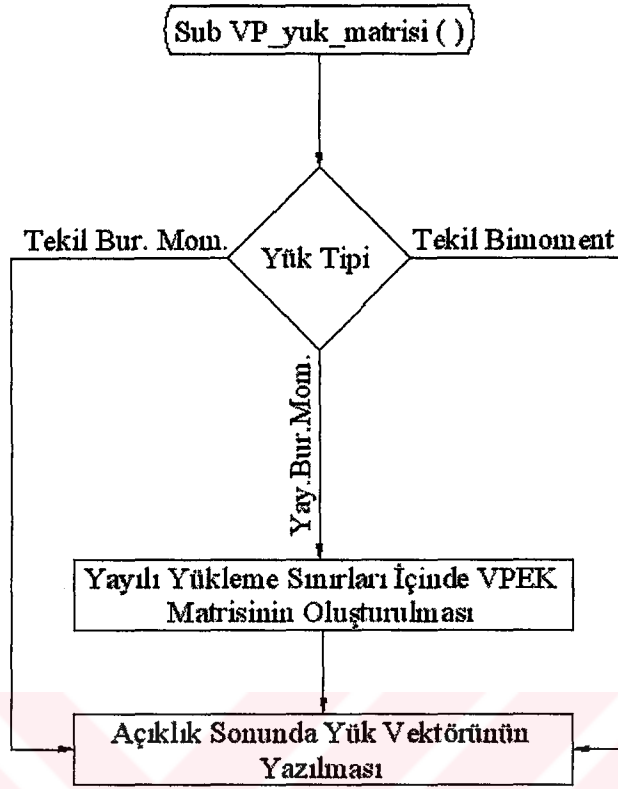 Sub VP_yuk_matrisi ( )
Tekil Bur. Mom.
Yük Tipi
Tekil Bimoment
Yay.Bur.Mom.
Yayılı Yükleme Sınırları İçinde VPEK
Matrisinin Oluşturulması
Açıklık Sonunda Yük Vektörünün
Yazılması